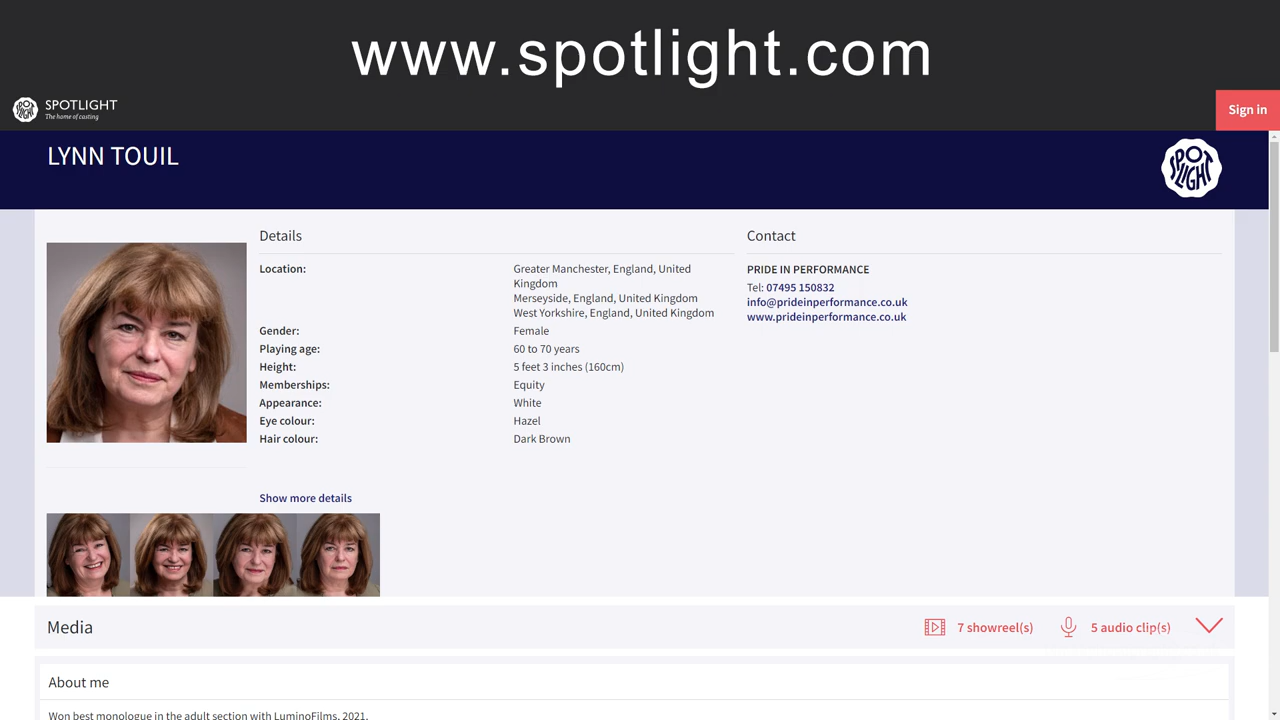 www.spotlight.com
SPOTLIGHT
The home of casting
Sign in
LYNN TOUIL
SPOTLIGHT
Details
Contact
Location:
Greater Manchester, England, United
Kingdom
Merseyside, England, United Kingdom
West Yorkshire, England, United Kingdom
PRIDE IN PERFORMANCE
Tel: 07495 150832
info@prideinperformance.co.uk
www.prideinperformance.co.uk
Gender: Female
Playing age: 60 to 70 years
Height: 5 feet 3 inches (160cm)
Memberships: Equity
Appearance: White
Eye colour: Hazel
Hair colour: Dark Brown
Show more details
Media
7 showreel(s)
5 audio clip(s)
About me
Won best monologue in the adult section with LuminoFilms, 2021.